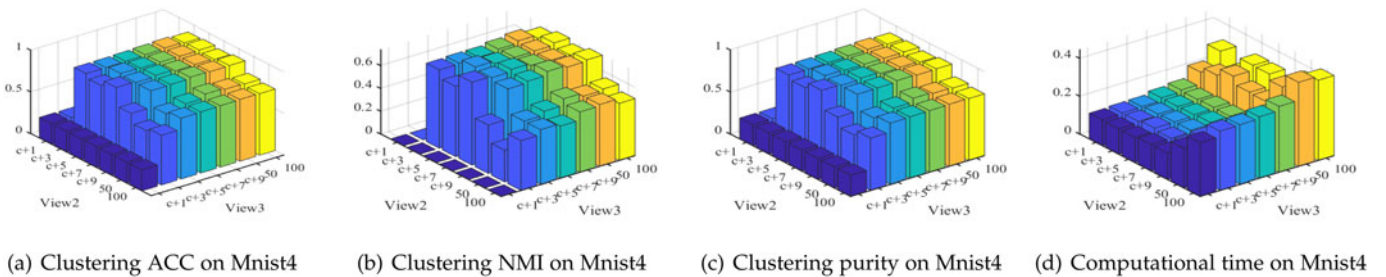 1
0.5
0
c+1
c+3
c+5
c+7
c+9
50
100
View2
c+1
c+3
c+5
c+7
c+9
50
100
View3
(a) Clustering ACC on Mnist4
0.6
0.4
0.2
0
c+1
c+3
c+5
c+7
c+9
50
100
View2
c+1
c+3
c+5
c+7
c+9
50
100
View3
(b) Clustering NMI on Mnist4
1
0.5
0
c+1
c+3
c+5
c+7
c+9
50
100
View2
c+1
c+3
c+5
c+7
c+9
50
100
View3
(c) Clustering purity on Mnist4
0.4
0.2
0
c+1
c+3
c+5
c+7
c+9
50
100
View2
c+1
c+3
c+5
c+7
c+9
50
100
View3
(d) Computational time on Mnist4